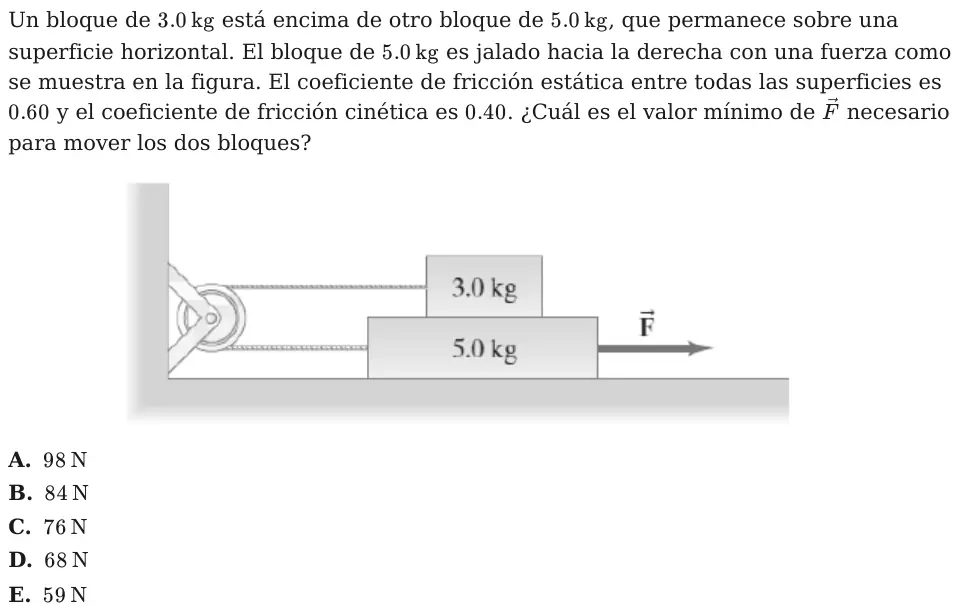 Un bloque de 3.0 kg está encima de otro bloque de 5.0 kg, que permanece sobre una
superficie horizontal. El bloque de 5.0 kg es jalado hacia la derecha con una fuerza como
se muestra en la figura. El coeficiente de fricción estática entre todas las superficies es
0.60 y el coeficiente de fricción cinética es 0.40. ¿Cuál es el valor mínimo de F⃗ necesario
para mover los dos bloques?
3.0 kg
F⃗
5.0 kg
A. 98 N
B. 84 N
C. 76 N
D. 68 N
E. 59 N